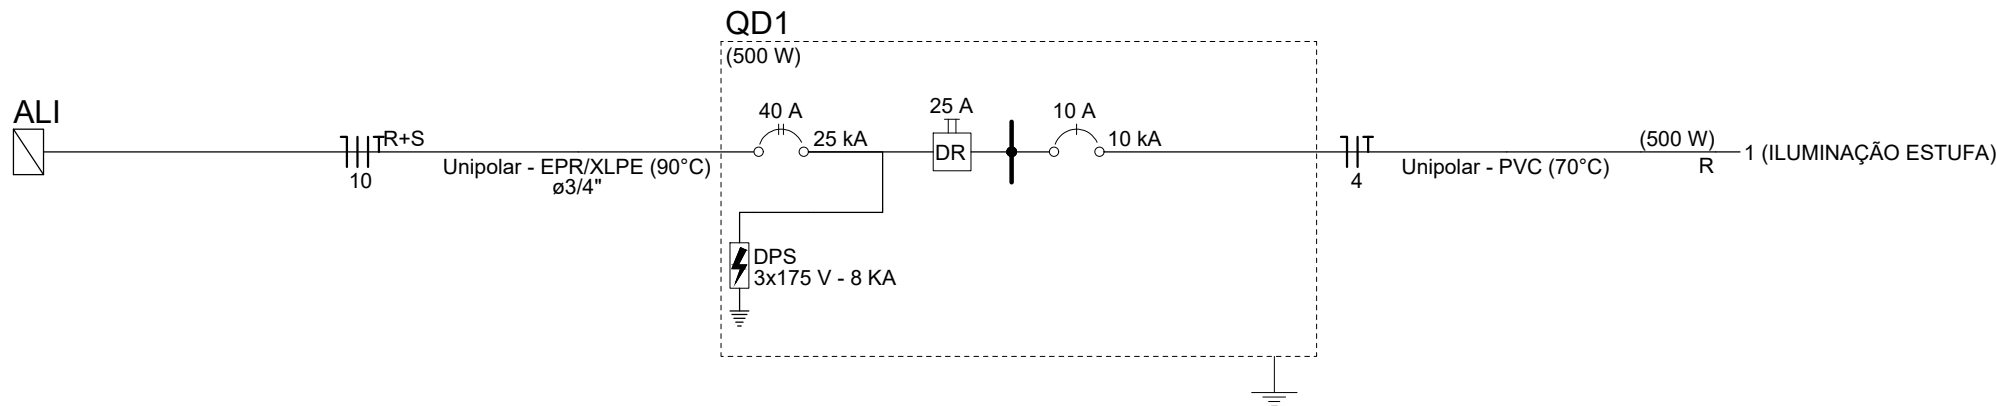 QD1
(500 W)
ALI
R+S
10
Unipolar - EPR/XLPE (90°C)
ø3/4"
40 A
25 kA
25 A
DR
10 A
10 kA
DPS
3x175 V - 8 KA
T
4
Unipolar - PVC (70°C)
(500 W)
R
1 (ILUMINAÇÃO ESTUFA)